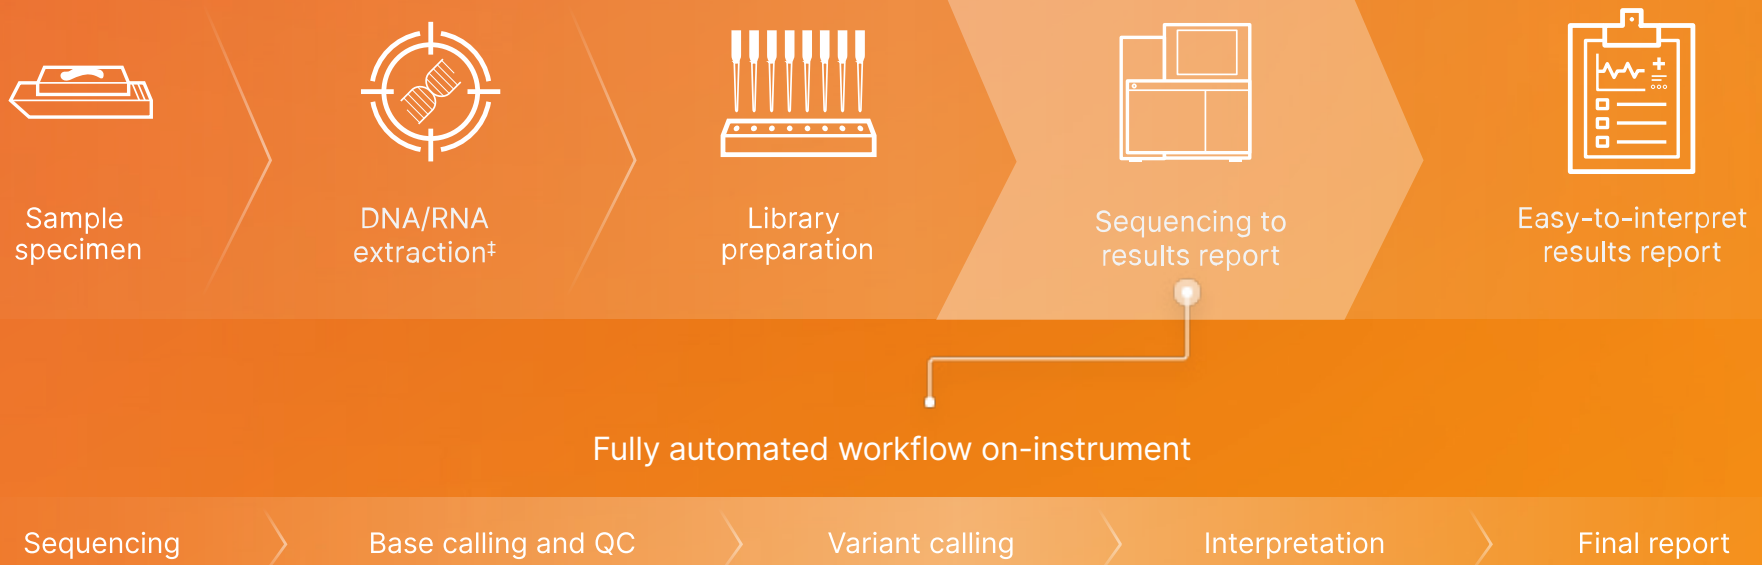 Sample
specimen
DNA/RNA
extraction‡
Library
preparation
Sequencing to
results report
Easy-to-interpret
results report
Fully automated workflow on-instrument
Sequencing
Base calling and QC
Variant calling
Interpretation
Final report